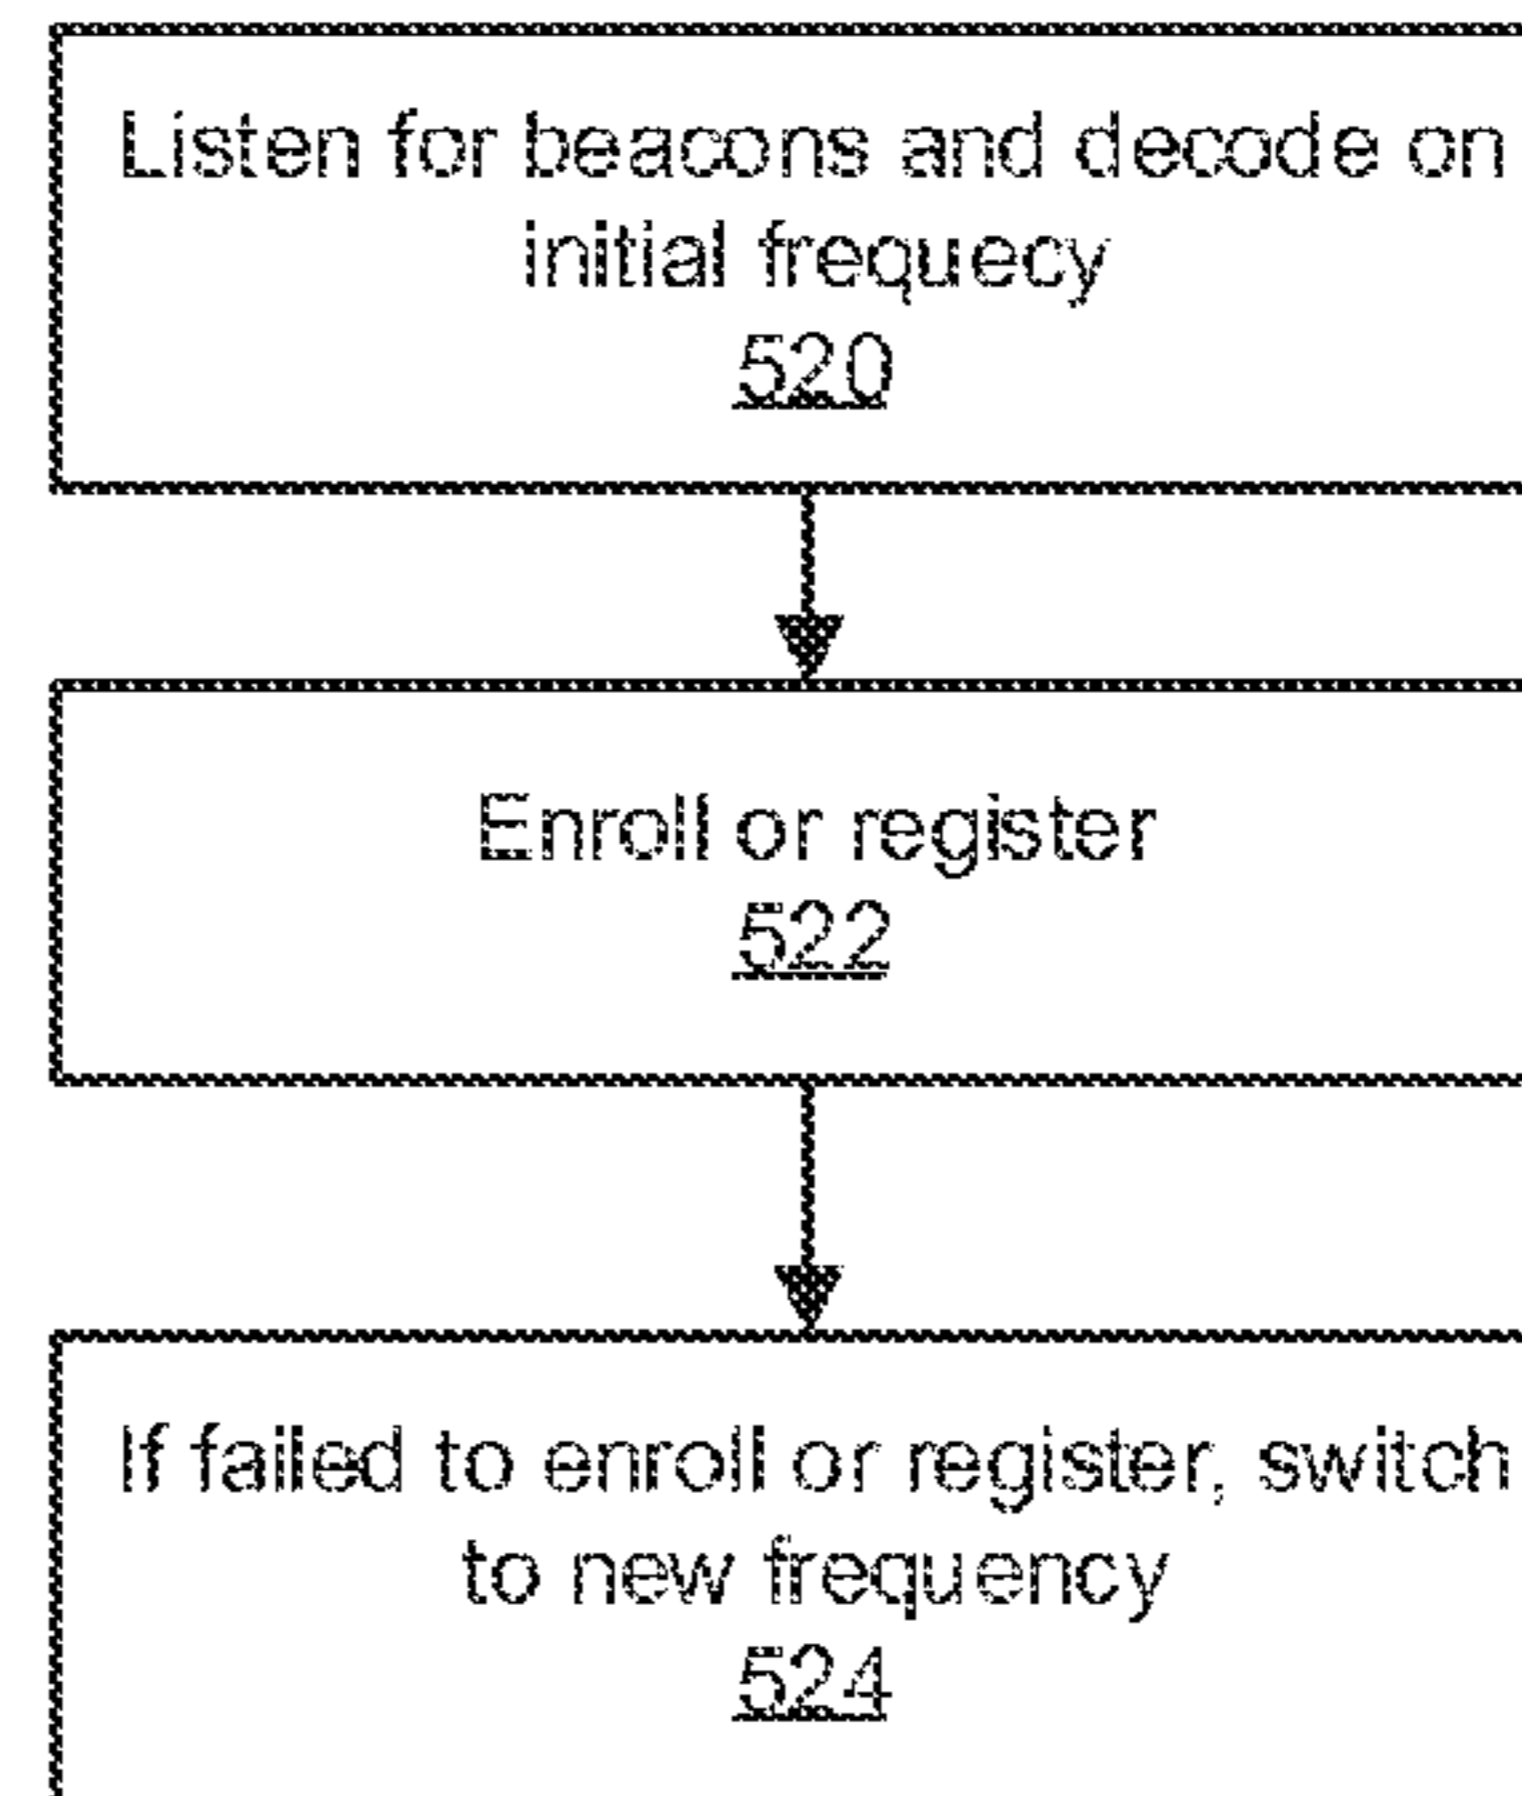 Listen for beacons and decode on
initial frequecy
520
Enroll or register
522
If failed to enroll or register, switch
to new frequency
524